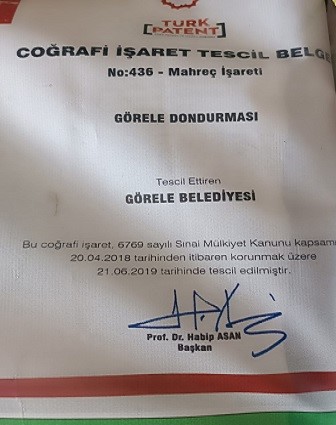 TURK
PATENT
COĞRAFİ İŞARET TESCİL BELG
No:436 - Mahreç İşareti
GÖRELE DONDURMASI
Tescil Ettiren
GÖRELE BELEDİYESİ
Bu coğrafi işaret, 6769 sayılı Sınai Mülkiyet Kanunu kapsamı
20.04.2018 tarihinden itibaren korunmak üzere
21.06.2019 tarihinde tescil edilmiştir.
Prof. Dr. Habip ASAN
Başkan